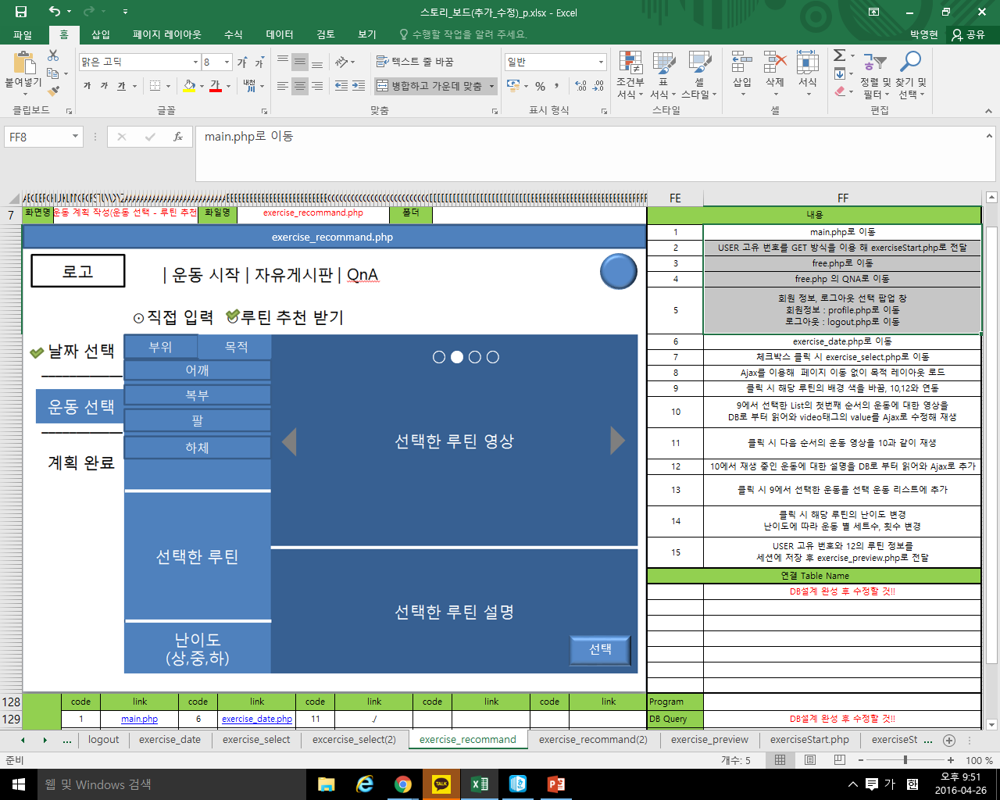 스토리_보드(추가_수정)_p.xlsx - Excel
파일 홈 삽입 페이지 레이아웃 수식 데이터 검토 보기 수행할 작업을 알려 주세요. 박영현 공유
붙여넣기
맑은 고딕 8
가 가
가 가 가 가 내천
텍스트 줄 바꿈
병합하고 가운데 맞춤
일반
%
조건부 서식
표 서식
셀 스타일
삽입 삭제 서식
정렬 및 필터
찾기 및 선택
클립보드 글꼴 맞춤 표시 형식 스타일 셀 편집
FF8 fx main.php로 이동
FE FF
7 화면명 운동 계획 작성(운동 선택 - 루틴 추천 화일명 exercise_recommand.php 폴더 내용
exercise_recommand.php
로고 | 운동 시작 | 자유게시판 | QnA
직접 입력 루틴 추천 받기
날짜 선택
운동 선택
계획 완료
부위 목적
어깨
복부
팔
하체
선택한 루틴
난이도
(상,중,하)
선택한 루틴 영상
선택한 루틴 설명
선택
1 main.php로 이동
2 USER 고유 번호를 GET 방식을 이용 해 exerciseStart.php로 전달
3 free.php로 이동
4 free.php 의 QNA로 이동
5 회원 정보, 로그아웃 선택 팝업 창
회원정보 : profile.php로 이동
로그아웃 : logout.php로 이동
6 exercise_date.php로 이동
7 체크박스 클릭 시 exercise_select.php로 이동
8 Ajax를 이용해 페이지 이동 없이 목적 레이아웃 로드
9 클릭 시 해당 루틴의 배경 색을 바꿈, 10,12와 연동
10 9에서 선택한 List의 첫번째 순서의 운동에 대한 영상을
DB로 부터 읽어와 video태그의 value를 Ajax로 수정해 재생
11 클릭 시 다음 순서의 운동 영상을 10과 같이 재생
12 10에서 재생 중인 운동에 대한 설명을 DB로 부터 읽어와 Ajax로 추가
13 클릭 시 9에서 선택한 운동을 선택 운동 리스트에 추가
14 클릭 시 해당 루틴의 난이도 변경
난이도에 따라 운동 별 세트수, 횟수 변경
15 USER 고유 번호와 12의 루틴 정보를
세션에 저장 후 exercise_preview.php로 전달
연결 Table Name
DB설계 완성 후 수정할 것!!
128 code link code link code link code link code link Program
129 1 main.php 6 exercise_date.php 11 ./ DB Query DB설계 완성 후 수정할 것!!
... logout exercise_date exercise_select excercise_select(2) exercise_recommand exercise_recommand(2) exercise_preview exerciseStart.php exerciseSt ...
준비 개수: 5 100 %
웹 및 Windows 검색 TALK 가 한 오후 9:51
2016-04-26